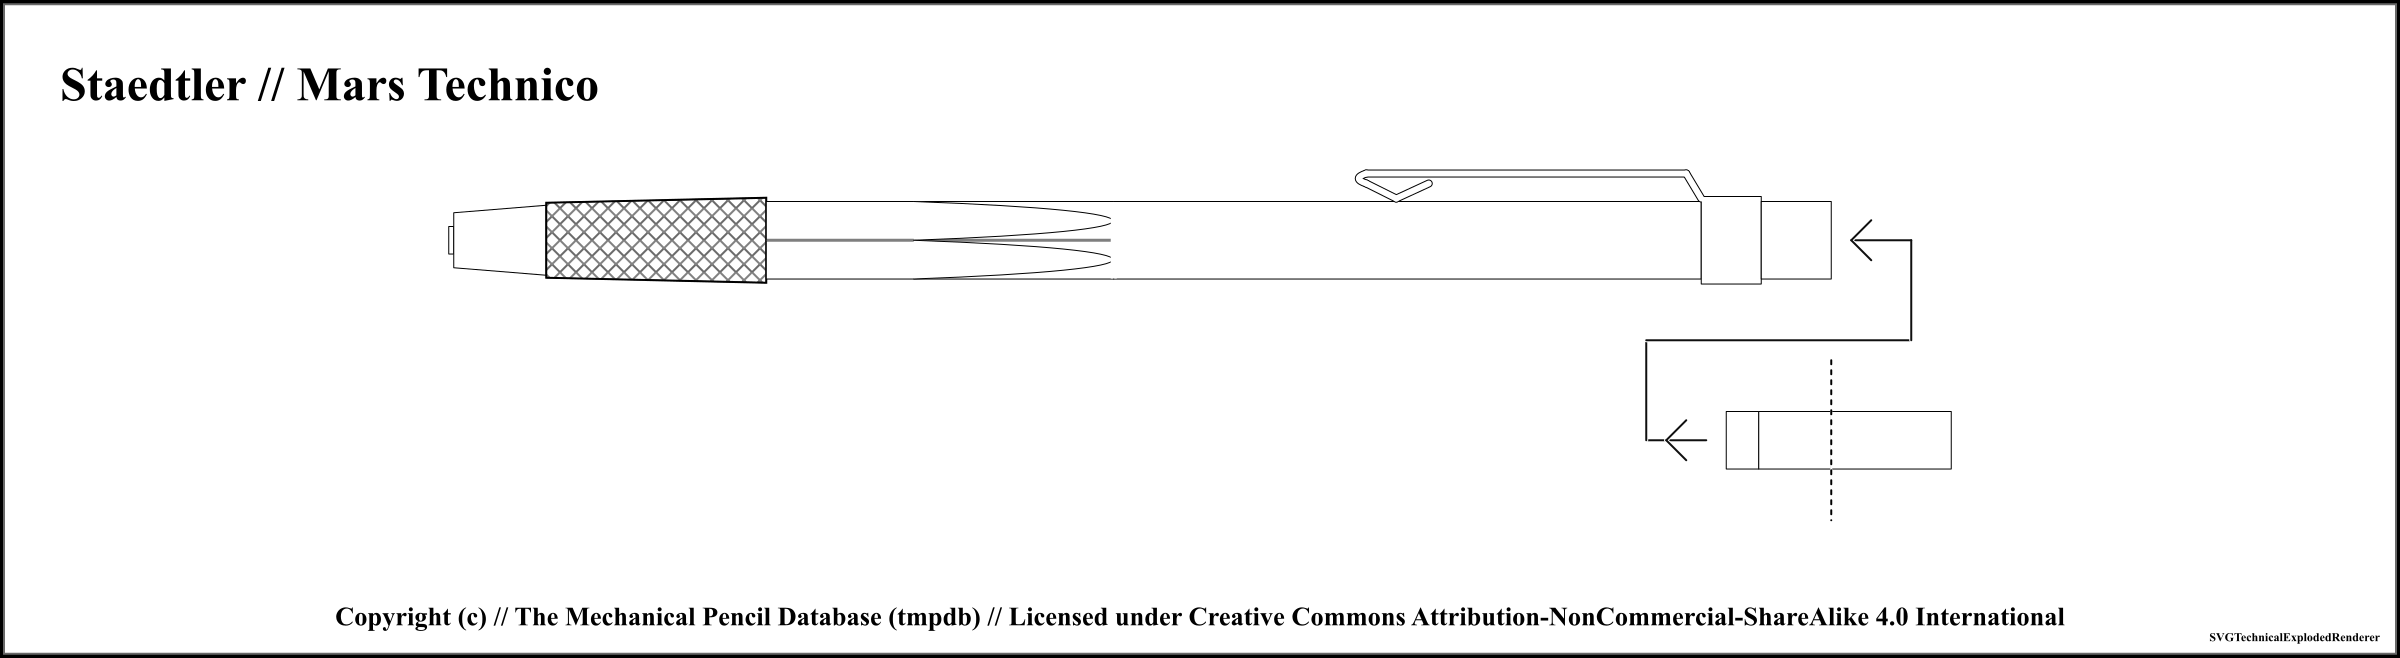 Staedtler // Mars Technico
Copyright (c) // The Mechanical Pencil Database (tmpdb) // Licensed under Creative Commons Attribution-NonCommercial-ShareAlike 4.0 International
SVGTechnicalExplodedRenderer